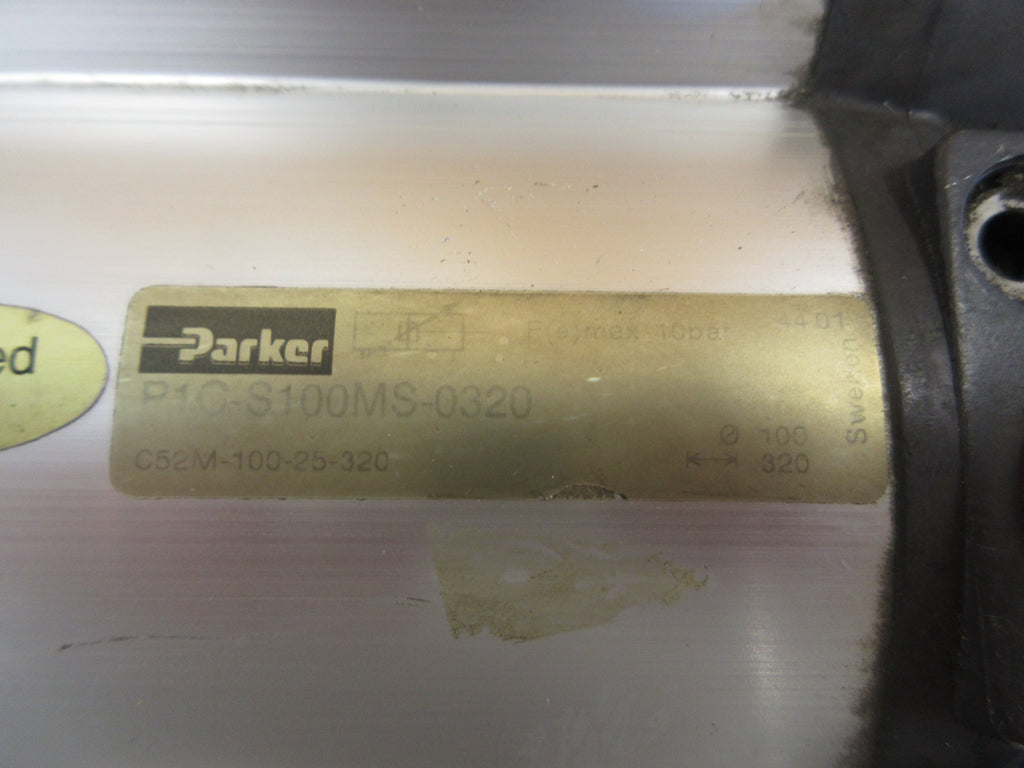 ed
Parker
P(e)max 10bar
4401
P1C-S100MS-0320
C52M-100-25-320
Ø 100
320
Sweden